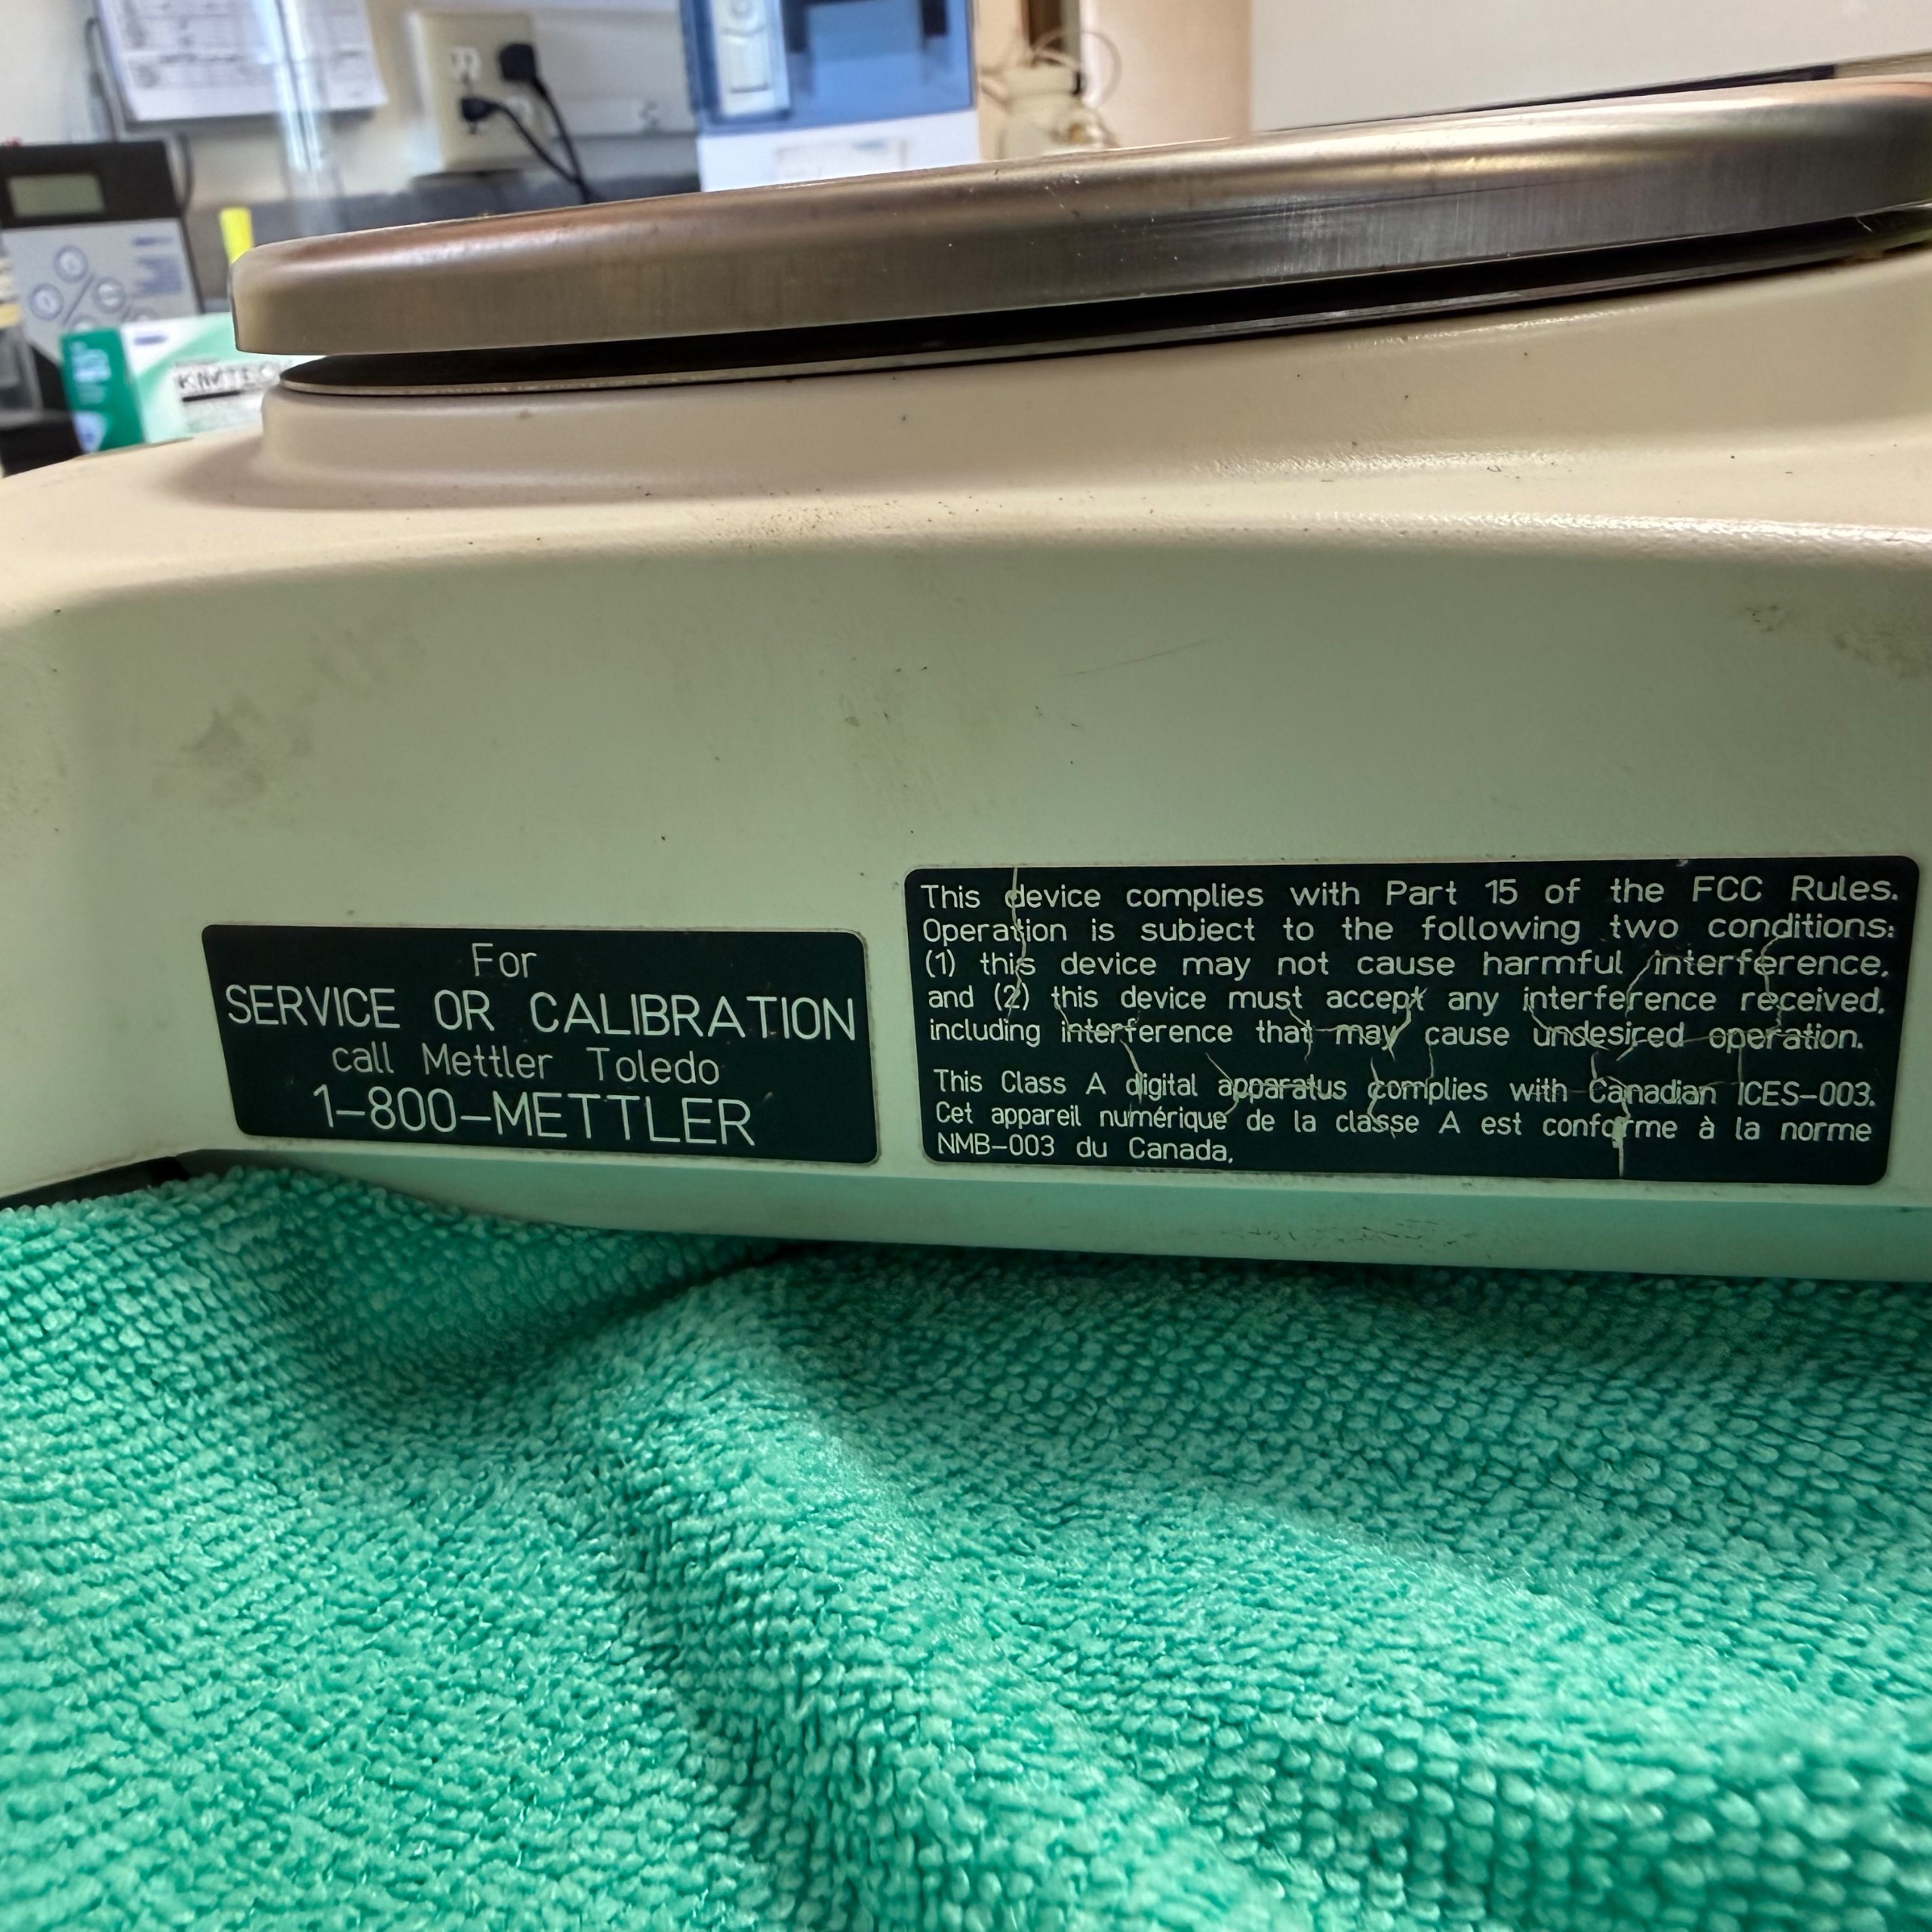 For
SERVICE OR CALIBRATION
call Mettler Toledo
1-800-METTLER
This device complies with Part 15 of the FCC Rules.
Operation is subject to the following two conditions:
(1) this device may not cause harmful interference,
and (2) this device must accept any interference received,
including interference that may cause undesired operation.
This Class A digital apparatus complies with Canadian ICES-003.
Cet appareil numérique de la classe A est conforme à la norme
NMB-003 du Canada,